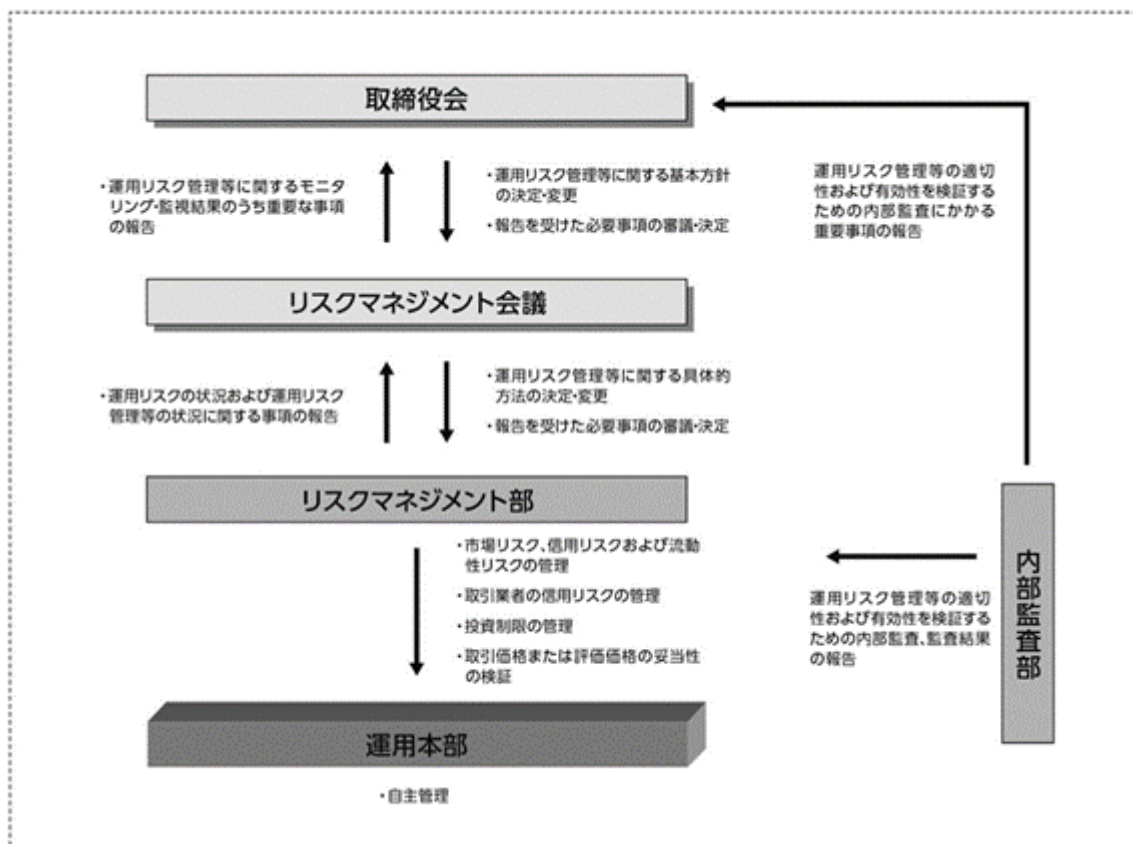 取締役会
・運用リスク管理等に関するモニタ
リング・監視結果のうち重要な事項
の報告
・運用リスク管理等に関する基本方針
の決定・変更
・報告を受けた必要事項の審議・決定
運用リスク管理等の適切
性および有効性を検証する
ための内部監査にかかる
重要事項の報告
リスクマネジメント会議
・運用リスクの状況および運用リスク
管理等の状況に関する事項の報告
・運用リスク管理等に関する具体的
方法の決定・変更
・報告を受けた必要事項の審議・決定
リスクマネジメント部
・市場リスク、信用リスクおよび流動
性リスクの管理
・取引業者の信用リスクの管理
・投資制限の管理
・取引価格または評価価格の妥当性
の検証
運用リスク管理等の適切
性および有効性を検証する
ための内部監査、監査結果
の報告
内部監査部
運用本部
・自主管理